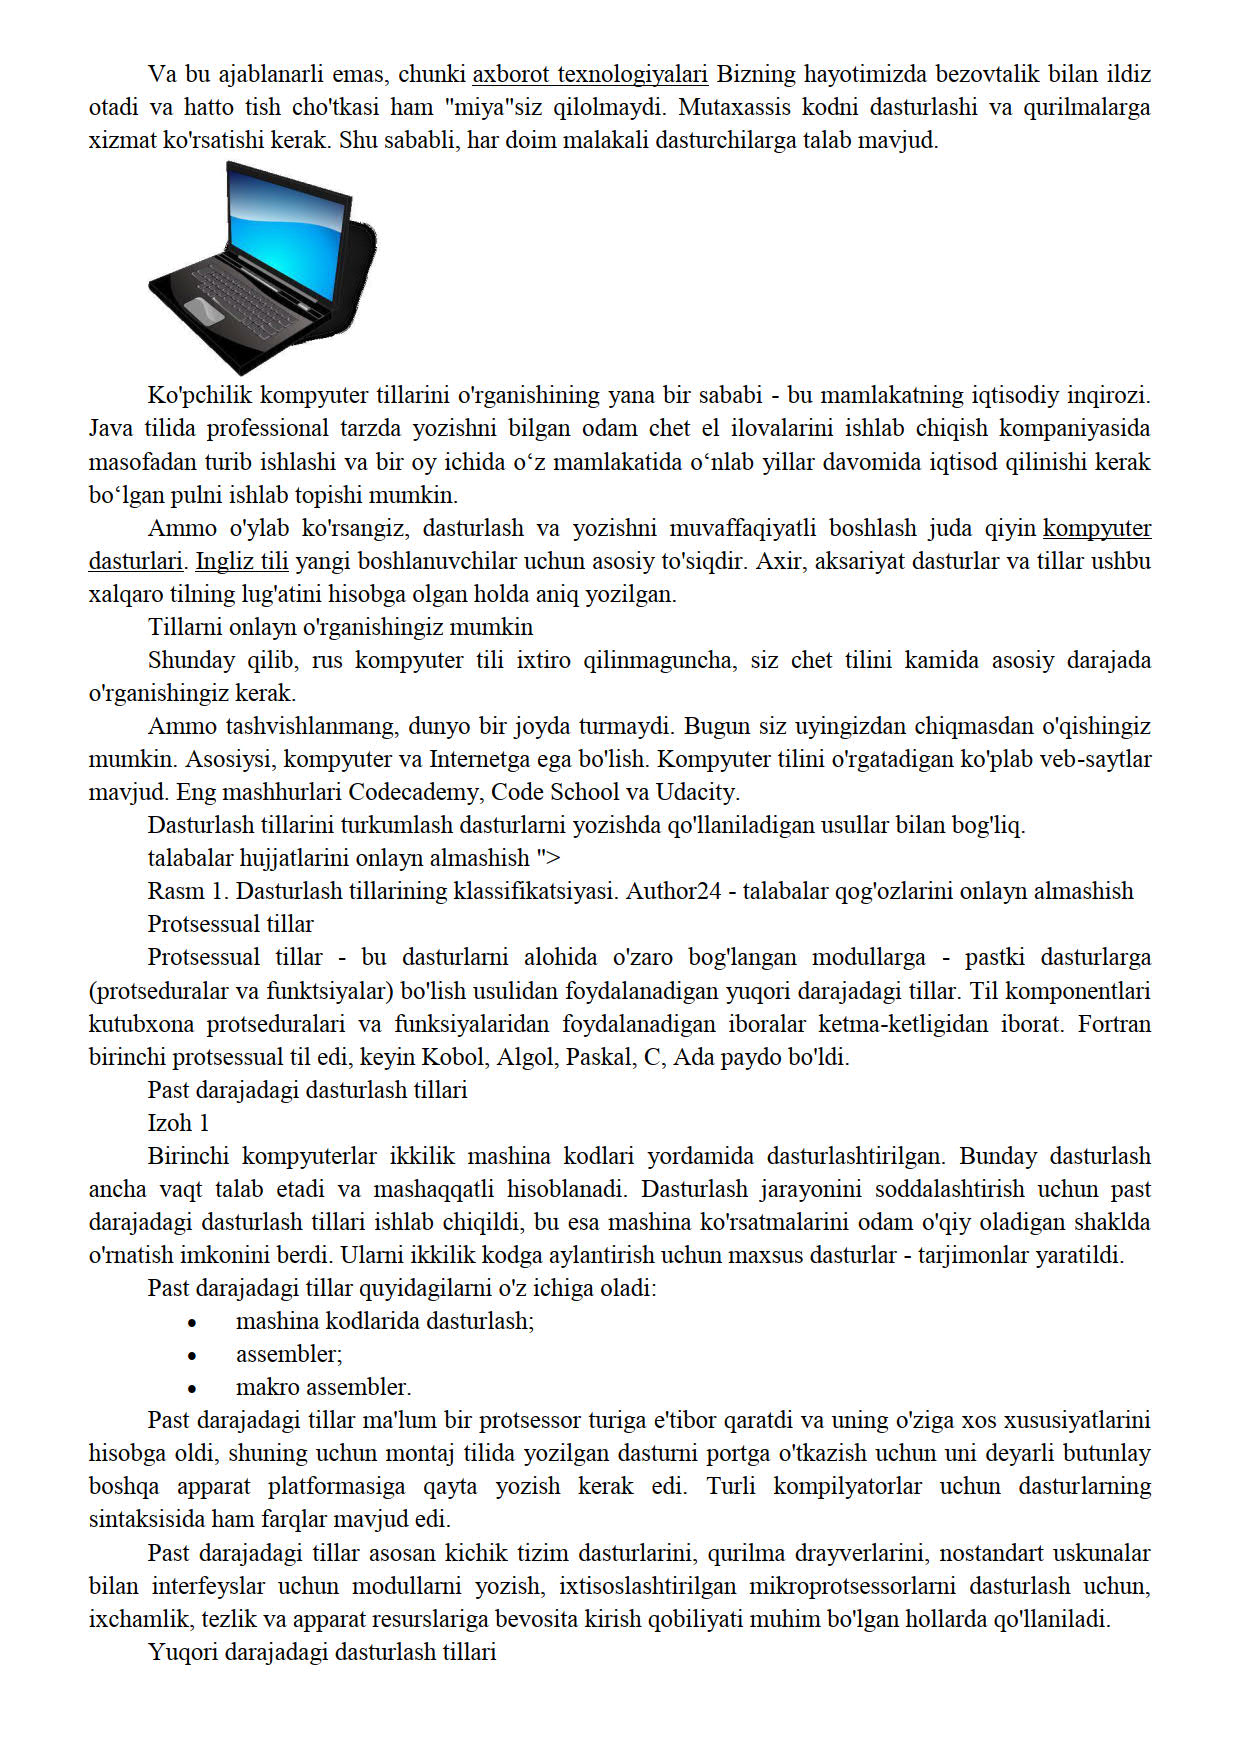 Va bu ajablanarli emas, chunki axborot texnologiyalari Bizning hayotimizda bezovtalik bilan ildiz
otadi va hatto tish cho'tkasi ham "miya"siz qilolmaydi. Mutaxassis kodni dasturlashi va qurilmalarga
xizmat ko'rsatishi kerak. Shu sababli, har doim malakali dasturchilarga talab mavjud.
Ko'pchilik kompyuter tillarini o'rganishining yana bir sababi - bu mamlakatning iqtisodiy inqirozi.
Java tilida professional tarzda yozishni bilgan odam chet el ilovalarini ishlab chiqish kompaniyasida
masofadan turib ishlashi va bir oy ichida o‘z mamlakatida o‘nlab yillar davomida iqtisod qilinishi kerak
bo‘lgan pulni ishlab topishi mumkin.
Ammo o'ylab ko'rsangiz, dasturlash va yozishni muvaffaqiyatli boshlash juda qiyin kompyuter
dasturlari. Ingliz tili yangi boshlanuvchilar uchun asosiy to'siqdir. Axir, aksariyat dasturlar va tillar ushbu
xalqaro tilning lug'atini hisobga olgan holda aniq yozilgan.
Tillarni onlayn o'rganishingiz mumkin
Shunday qilib, rus kompyuter tili ixtiro qilinmaguncha, siz chet tilini kamida asosiy darajada
o'rganishingiz kerak.
Ammo tashvishlanmang, dunyo bir joyda turmaydi. Bugun siz uyingizdan chiqmasdan o'qishingiz
mumkin. Asosiysi, kompyuter va Internetga ega bo'lish. Kompyuter tilini o'rgatadigan ko'plab veb-saytlar
mavjud. Eng mashhurlari Codecademy, Code School va Udacity.
Dasturlash tillarini turkumlash dasturlarni yozishda qo'llaniladigan usullar bilan bog'liq.
talabalar hujjatlarini onlayn almashish ">
Rasm 1. Dasturlash tillarining klassifikatsiyasi. Author24 - talabalar qog'ozlarini onlayn almashish
Protsessual tillar
Protsessual tillar - bu dasturlarni alohida o'zaro bog'langan modullarga - pastki dasturlarga
(protseduralar va funktsiyalar) bo'lish usulidan foydalanadigan yuqori darajadagi tillar. Til komponentlari
kutubxona protseduralari va funksiyalaridan foydalanadigan iboralar ketma-ketligidan iborat. Fortran
birinchi protsessual til edi, keyin Kobol, Algol, Paskal, C, Ada paydo bo'ldi.
Past darajadagi dasturlash tillari
Izoh 1
Birinchi kompyuterlar ikkilik mashina kodlari yordamida dasturlashtirilgan. Bunday dasturlash
ancha vaqt talab etadi va mashaqqatli hisoblanadi. Dasturlash jarayonini soddalashtirish uchun past
darajadagi dasturlash tillari ishlab chiqildi, bu esa mashina ko'rsatmalarini odam o'qiy oladigan shaklda
o'rnatish imkonini berdi. Ularni ikkilik kodga aylantirish uchun maxsus dasturlar - tarjimonlar yaratildi.
Past darajadagi tillar quyidagilarni o'z ichiga oladi:
• mashina kodlarida dasturlash;
• assembler;
• makro assembler.
Past darajadagi tillar ma'lum bir protsessor turiga e'tibor qaratdi va uning o'ziga xos xususiyatlarini
hisobga oldi, shuning uchun montaj tilida yozilgan dasturni portga o'tkazish uchun uni deyarli butunlay
boshqa apparat platformasiga qayta yozish kerak edi. Turli kompilyatorlar uchun dasturlarning
sintaksisida ham farqlar mavjud edi.
Past darajadagi tillar asosan kichik tizim dasturlarini, qurilma drayverlarini, nostandart uskunalar
bilan interfeyslar uchun modullarni yozish, ixtisoslashtirilgan mikroprotsessorlarni dasturlash uchun,
ixchamlik, tezlik va apparat resurslariga bevosita kirish qobiliyati muhim bo'lgan hollarda qo'llaniladi.
Yuqori darajadagi dasturlash tillari